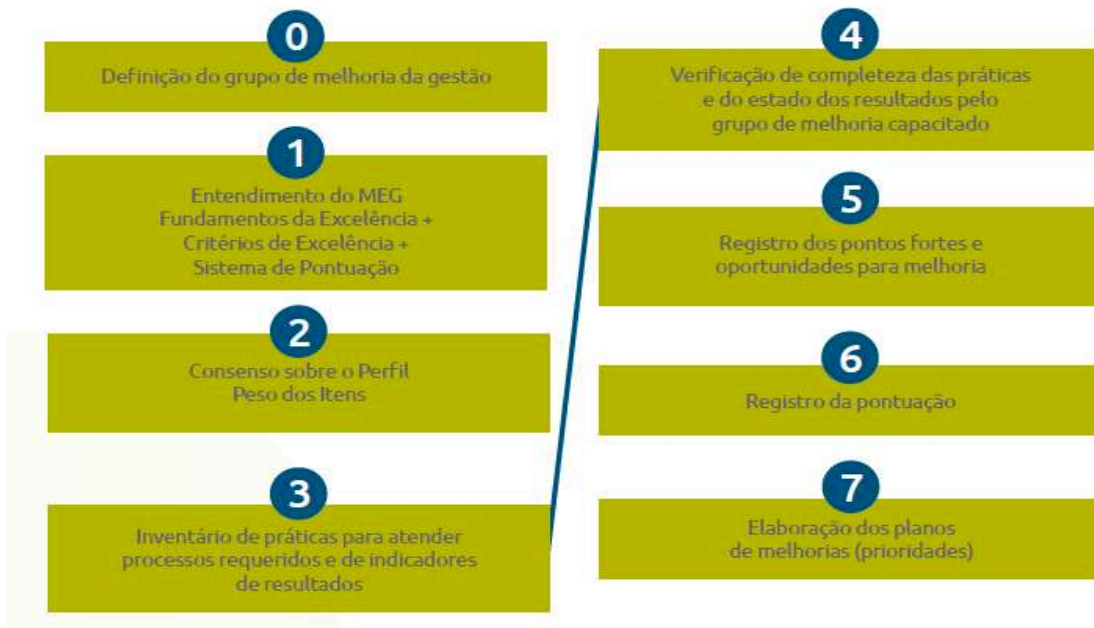 0
Definição do grupo de melhoria da gestão
1
Entendimento do MEG
Fundamentos da Excelência +
Critérios de Excelência +
Sistema de Pontuação
2
Consenso sobre o Perfil
Peso dos Itens
3
Inventário de práticas para atender
processos requeridos e de indicadores
de resultados
4
Verificação de completeza das práticas
e do estado dos resultados pelo
grupo de melhoria capacitado
5
Registro dos pontos fortes e
oportunidades para melhoria
6
Registro da pontuação
7
Elaboração dos planos
de melhorias (prioridades)